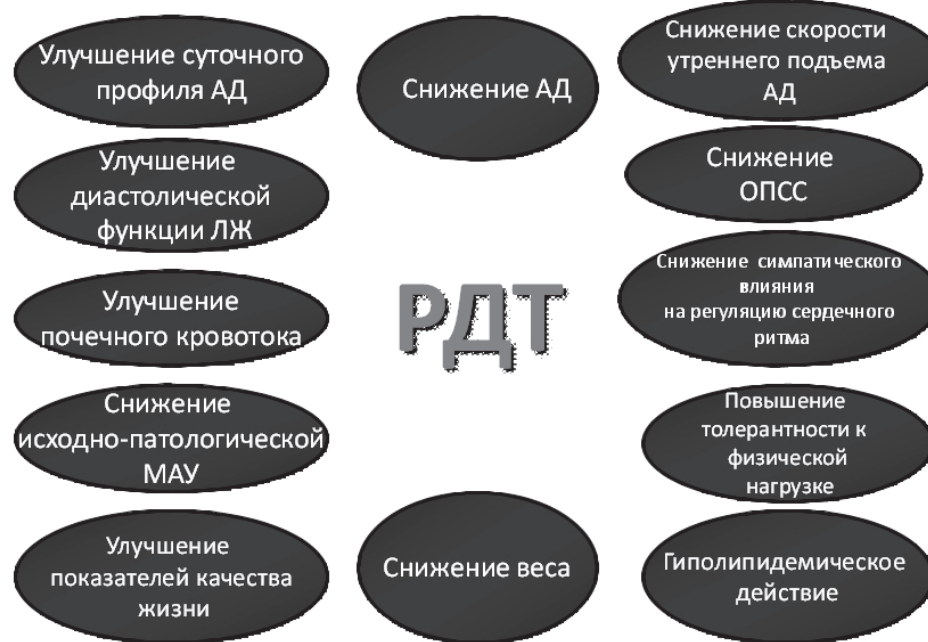 Улучшение суточного
профиля АД
Снижение АД
Снижение скорости
утреннего подъема
АД
Улучшение
диастолической
функции ЛЖ
Снижение
ОПСС
Улучшение
почечного кровотока
РДТ
Снижение симпатического
влияния
на регуляцию сердечного
ритма
Снижение
исходно-патологической
МАУ
Повышение
толерантности к
физической
нагрузке
Улучшение
показателей качества
жизни
Снижение веса
Гиполипидемическое
действие